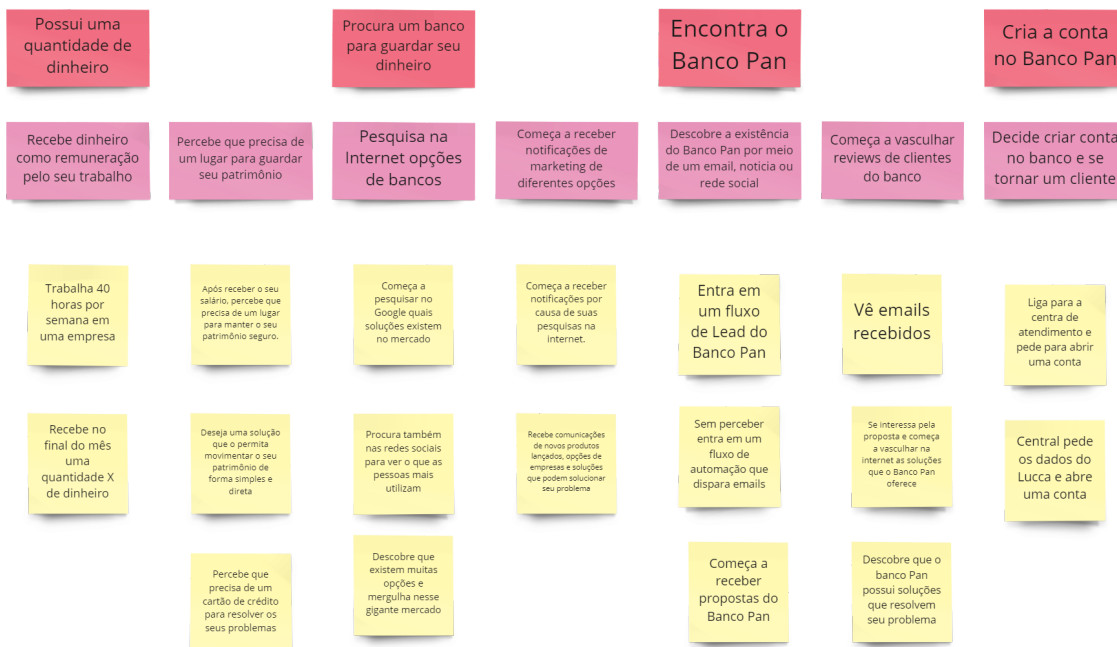 Possui uma
quantidade de
dinheiro
Procura um banco
para guardar seu
dinheiro
Encontra o
Banco Pan
Cria a conta
no Banco Pan
Recebe dinheiro
como remuneração
pelo seu trabalho
Percebe que precisa de
um lugar para guardar
seu patrimônio
Pesquisa na
Internet opções
de bancos
Começa a receber
notificações de
marketing de
diferentes opções
Descobre a existência
do Banco Pan por meio
de um email, noticia ou
rede social
Começa a vasculhar
reviews de clientes
do banco
Decide criar conta
no banco e se
tornar um cliente
Trabalha 40
horas por
semana em
uma empresa
Após receber o seu
salário, percebe que
precisa de um lugar
para manter o seu
patrimônio seguro.
Começa a
pesquisar no
Google quais
soluções existem
no mercado
Começa a receber
notificações por
causa de suas
pesquisas na
internet.
Entra em
um fluxo
de Lead do
Banco Pan
Vê emails
recebidos
Liga para a
centra de
atendimento e
pede para abrir
uma conta
Recebe no
final do mês
uma
quantidade X
de dinheiro
Deseja uma solução
que o permita
movimentar o seu
patrimônio de
forma simples e
direta
Procura também
nas redes sociais
para ver o que as
pessoas mais
utilizam
Recebe comunicações
de novos produtos
lançados, opções de
empresas e soluções
que podem solucionar
seu problema
Sem perceber
entra em um
fluxo de
automação que
dispara emails
Se interessa pela
proposta e começa
a vasculhar na
internet as soluções
que o Banco Pan
oferece
Central pede
os dados do
Lucca e abre
uma conta
Percebe que
precisa de um
cartão de crédito
para resolver os
seus problemas
Descobre que
existem muitas
opções e
mergulha nesse
gigante mercado
Começa a
receber
propostas do
Banco Pan
Descobre que o
banco Pan
possui soluções
que resolvem
seu problema